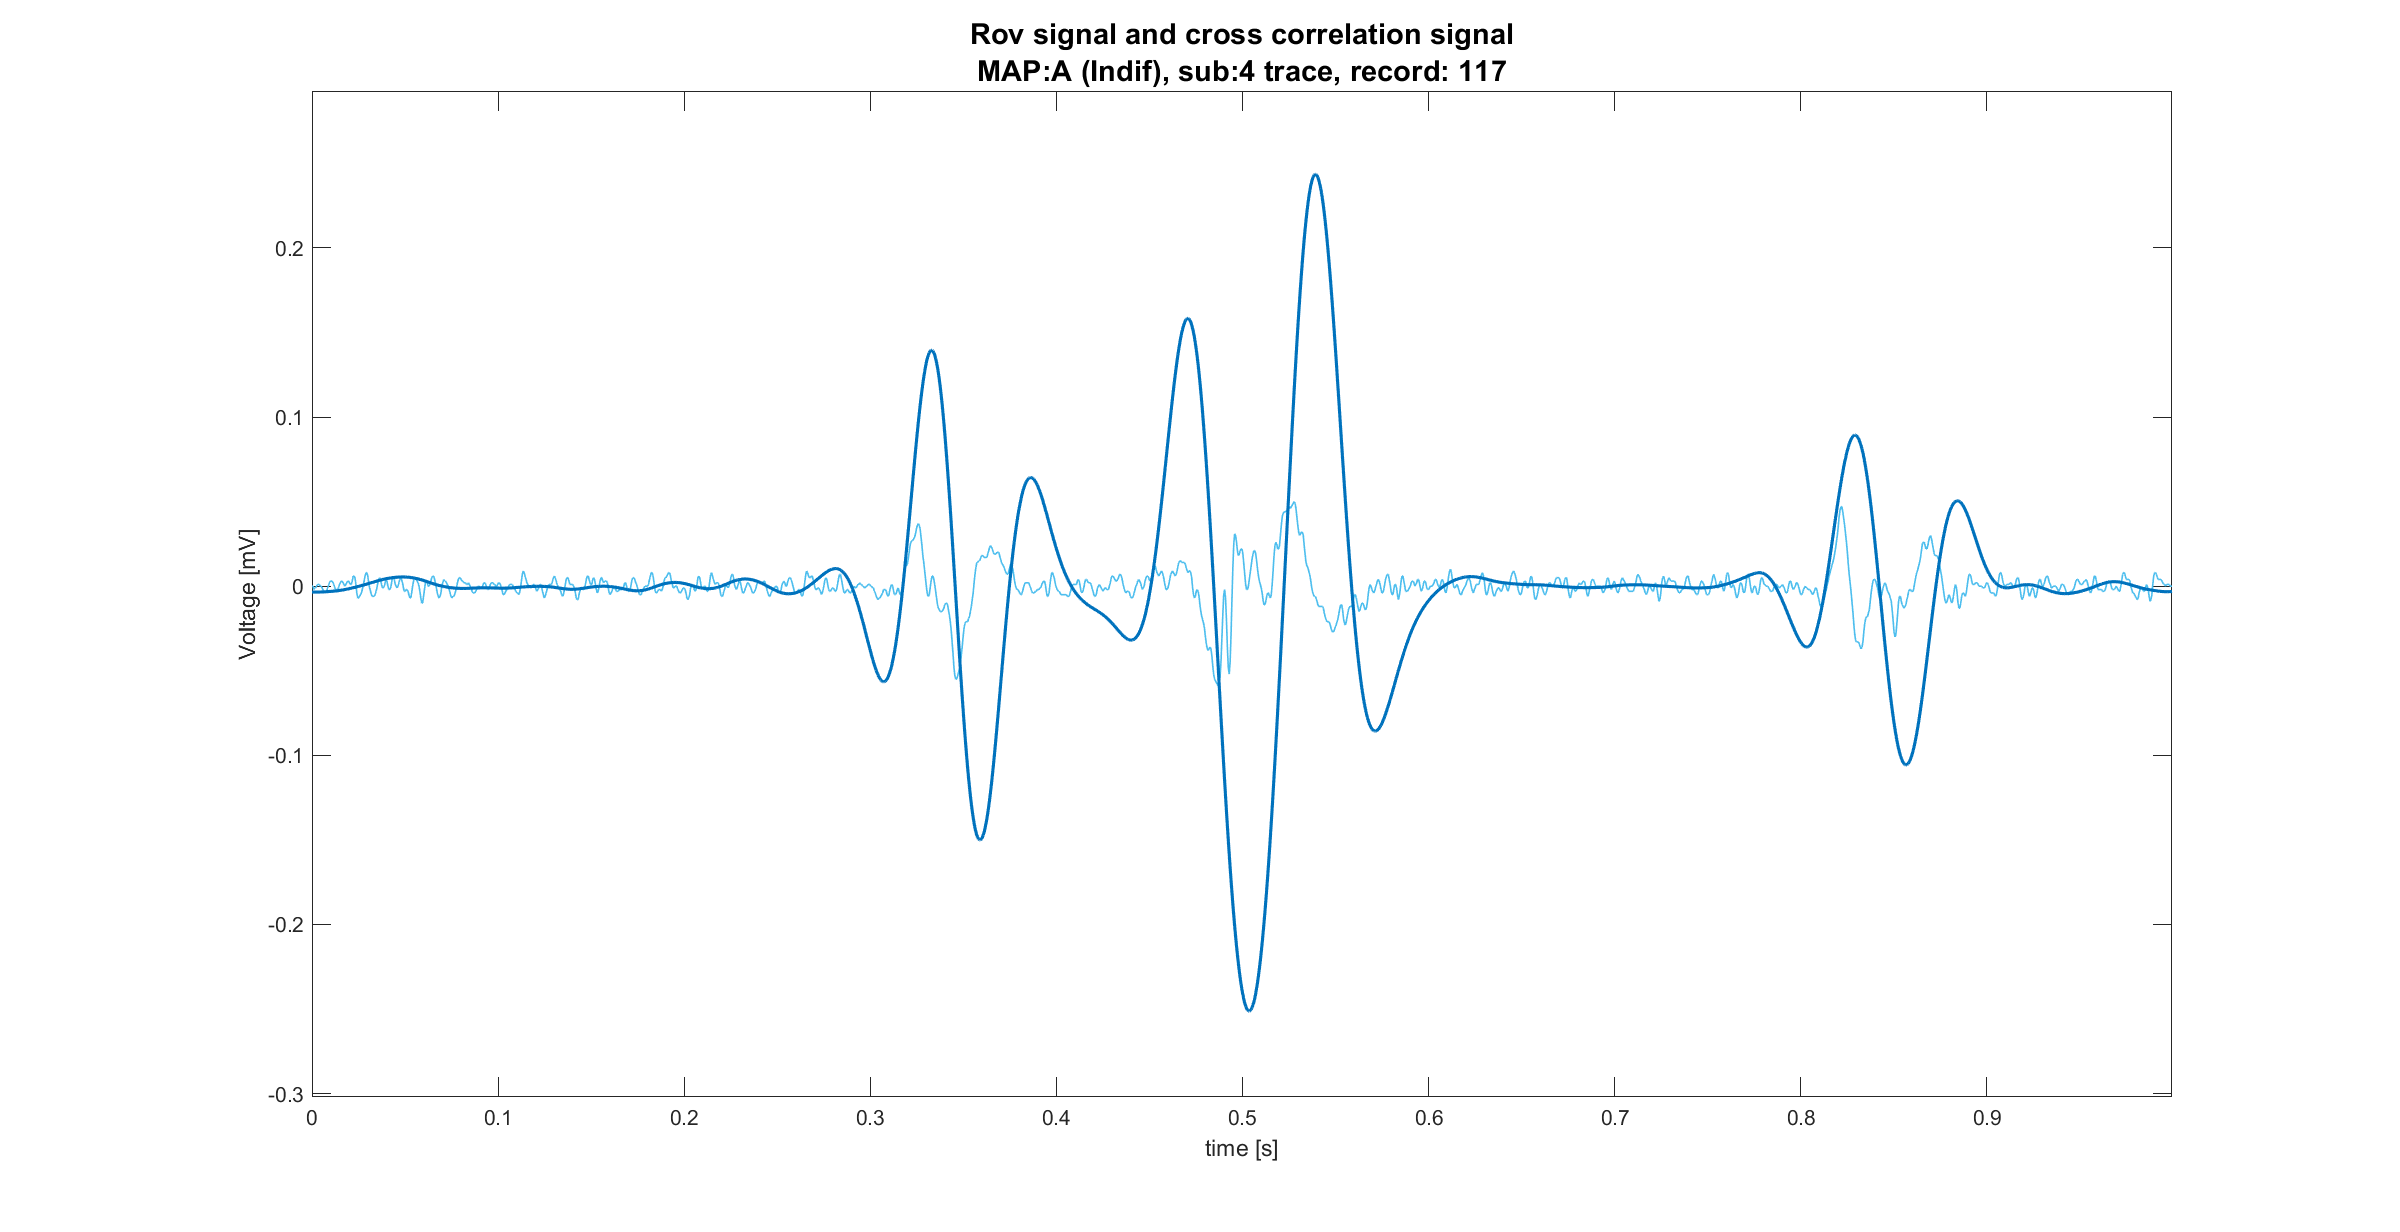 Rov signal and cross correlation signal
MAP:A (Indif), sub:4 trace, record: 117
Voltage [mV]
0.2
0.1
0
-0.1
-0.2
-0.3
0 0.1 0.2 0.3 0.4 0.5 0.6 0.7 0.8 0.9
time [s]